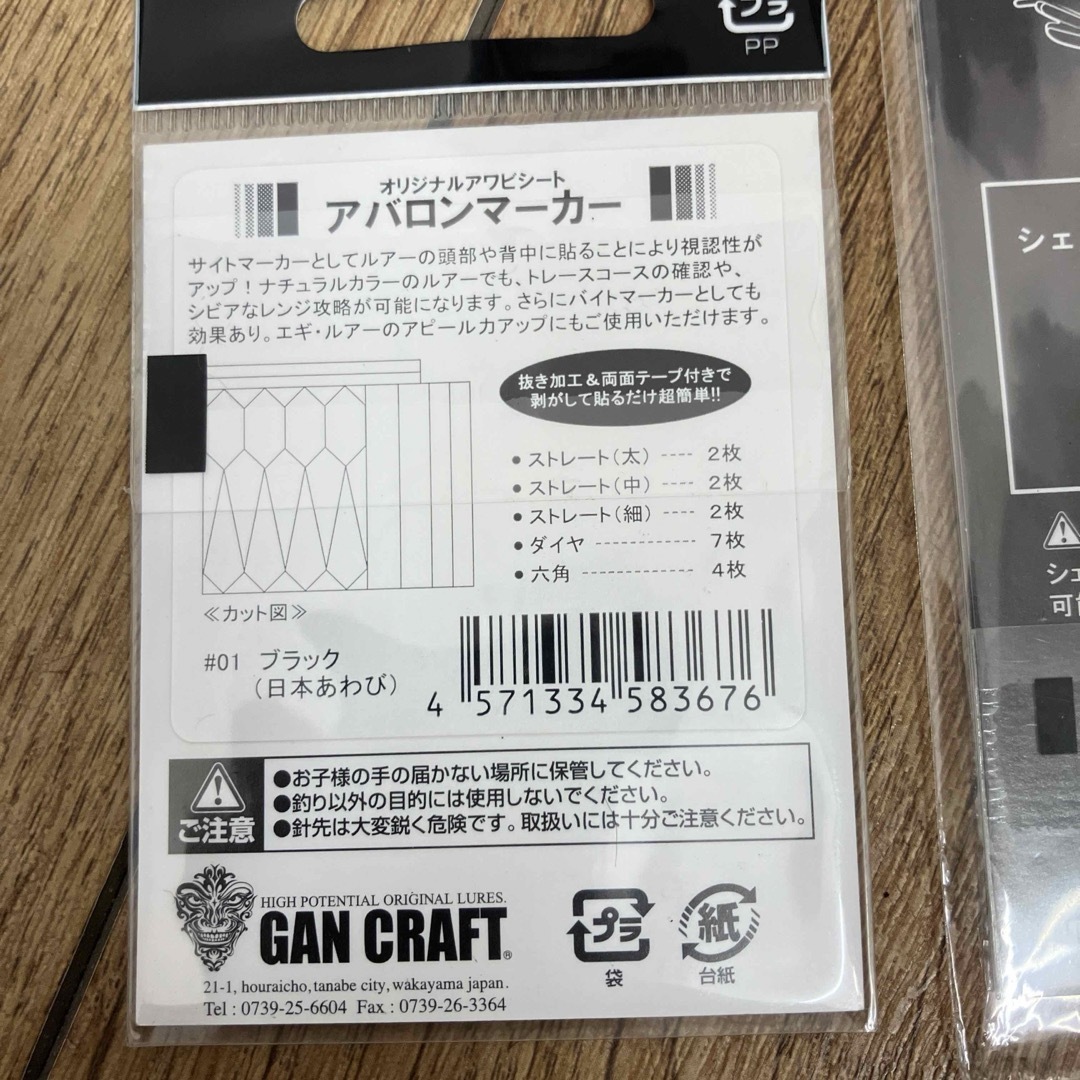 プラ
PP
オリジナルアワビシート
アバロンマーカー
サイトマーカーとしてルアーの頭部や背中に貼ることにより視認性が
アップ！ナチュラルカラーのルアーでも、トレースコースの確認や、
シビアなレンジ攻略が可能になります。さらにバイトマーカーとしても
効果あり。エギ・ルアーのアピール力アップにもご使用いただけます。
抜き加工＆両面テープ付きで
剥がして貼るだけ超簡単!!
● ストレート（太） ---- 2枚
● ストレート（中） ---- 2枚
● ストレート（細） ---- 2枚
● ダイヤ ------------ 7枚
● 六角 ------------- 4枚
≪カット図≫
#01 ブラック
（日本あわび）
4 571334 583676
ご注意
●お子様の手の届かない場所に保管してください。
●釣り以外の目的には使用しないでください。
●針先は大変鋭く危険です。取扱いには十分ご注意ください。
HIGH POTENTIAL ORIGINAL LURES.
GAN CRAFT®
21-1, houraicho, tanabe city, wakayama japan.
Tel : 0739-25-6604 Fax : 0739-26-3364
プラ
袋
紙
台紙
シェ
シェ
可能